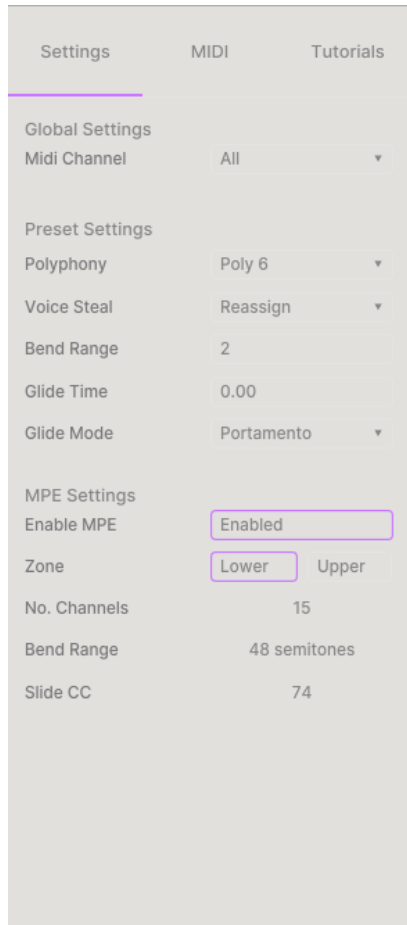 Settings MIDI Tutorials
Global Settings
Midi Channel All
Preset Settings
Polyphony Poly 6
Voice Steal Reassign
Bend Range 2
Glide Time 0.00
Glide Mode Portamento
MPE Settings
Enable MPE Enabled
Zone Lower Upper
No. Channels 15
Bend Range 48 semitones
Slide CC 74